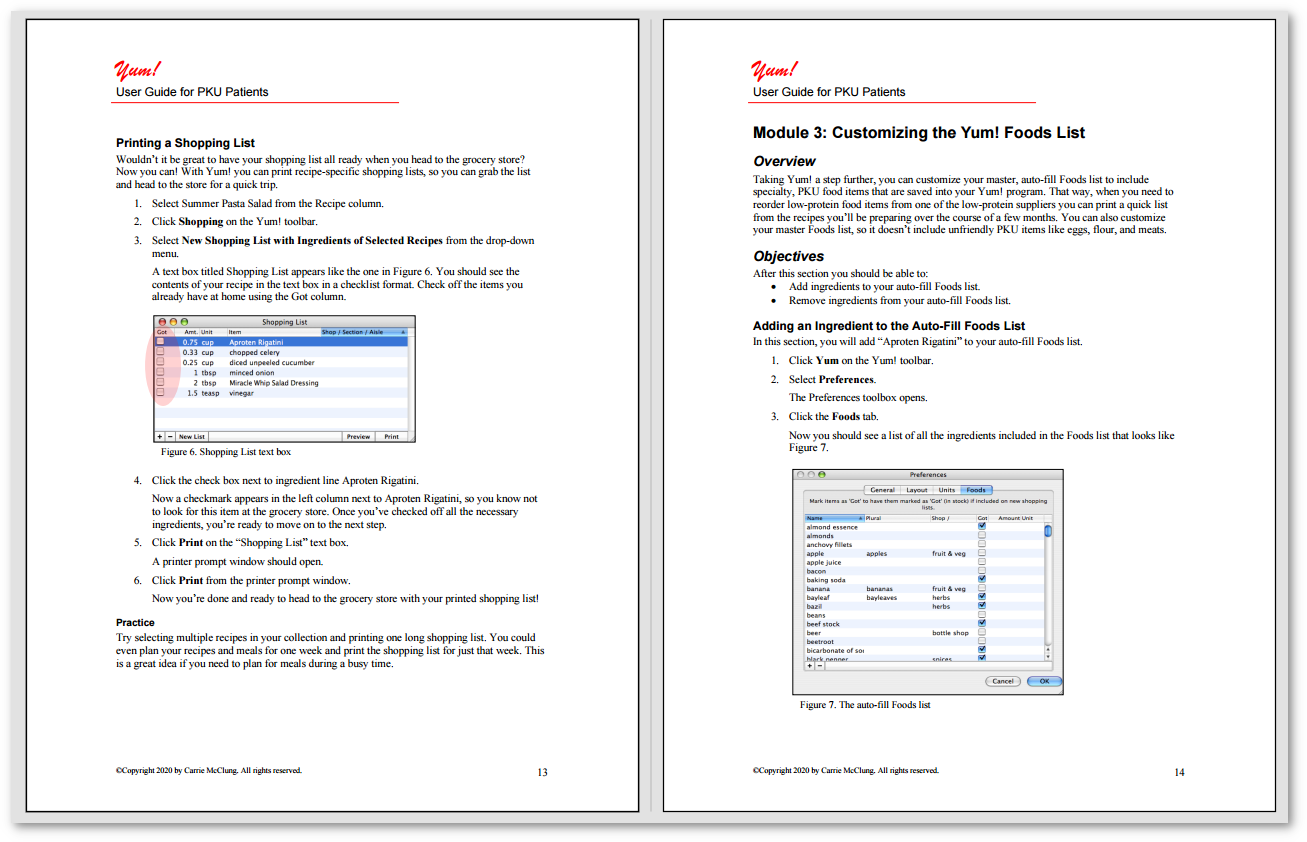 Yum!
User Guide for PKU Patients
Printing a Shopping List
Wouldn't it be great to have your shopping list all ready when you head to the grocery store?
Now you can! With Yum! you can print recipe-specific shopping lists, so you can grab the list
and head to the store for a quick trip.
1. Select Summer Pasta Salad from the Recipe column.
2. Click Shopping on the Yum! toolbar.
3. Select New Shopping List with Ingredients of Selected Recipes from the drop-down
menu.
A text box titled Shopping List appears like the one in Figure 6. You should see the
contents of your recipe in the text box in a checklist format. Check off the items you
already have at home using the Got column.
Shopping List
Got Amt. Unit Item Shop / Section / Aisle
0.75 cup Aproten Rigatini
0.33 cup chopped celery
0.25 cup diced unpeeled cucumber
1 tbsp minced onion
2 tbsp Miracle Whip Salad Dressing
1.5 teasp vinegar
+ − New List Preview Print
Figure 6. Shopping List text box
4. Click the check box next to ingredient line Aproten Rigatini.
Now a checkmark appears in the left column next to Aproten Rigatini, so you know not
to look for this item at the grocery store. Once you've checked off all the necessary
ingredients, you're ready to move on to the next step.
5. Click Print on the "Shopping List" text box.
A printer prompt window should open.
6. Click Print from the printer prompt window.
Now you're done and ready to head to the grocery store with your printed shopping list!
Practice
Try selecting multiple recipes in your collection and printing one long shopping list. You could
even plan your recipes and meals for one week and print the shopping list for just that week. This
is a great idea if you need to plan for meals during a busy time.
©Copyright 2020 by Carrie McClung. All rights reserved. 13
Yum!
User Guide for PKU Patients
Module 3: Customizing the Yum! Foods List
Overview
Taking Yum! a step further, you can customize your master, auto-fill Foods list to include
specialty, PKU food items that are saved into your Yum! program. That way, when you need to
reorder low-protein food items from one of the low-protein suppliers you can print a quick list
from the recipes you'll be preparing over the course of a few months. You can also customize
your master Foods list, so it doesn't include unfriendly PKU items like eggs, flour, and meats.
Objectives
After this section you should be able to:
• Add ingredients to your auto-fill Foods list.
• Remove ingredients from your auto-fill Foods list.
Adding an Ingredient to the Auto-Fill Foods List
In this section, you will add "Aproten Rigatini" to your auto-fill Foods list.
1. Click Yum on the Yum! toolbar.
2. Select Preferences.
The Preferences toolbox opens.
3. Click the Foods tab.
Now you should see a list of all the ingredients included in the Foods list that looks like
Figure 7.
Preferences
General Layout Units Foods
Mark items as 'Got' to have them marked as 'Got' (in stock) if included on new shopping
lists.
Name Plural Shop / Got Amount Unit
almond essence
almonds
anchovy fillets
apple apples fruit & veg
apple juice
bacon
baking soda
banana bananas fruit & veg
bayleaf bayleaves herbs
bazil herbs
beans
beef stock
beer bottle shop
beetroot
bicarbonate of so
black pepper spices
+ −
Cancel OK
Figure 7. The auto-fill Foods list
©Copyright 2020 by Carrie McClung. All rights reserved. 14